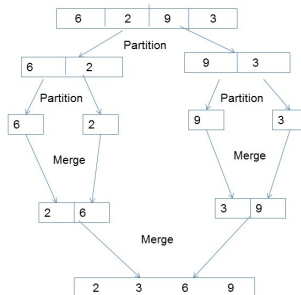 6 2 9 3
Partition
6 2 9 3
Partition Partition
6 2 9 3
Merge Merge
2 6 3 9
Merge
2 3 6 9